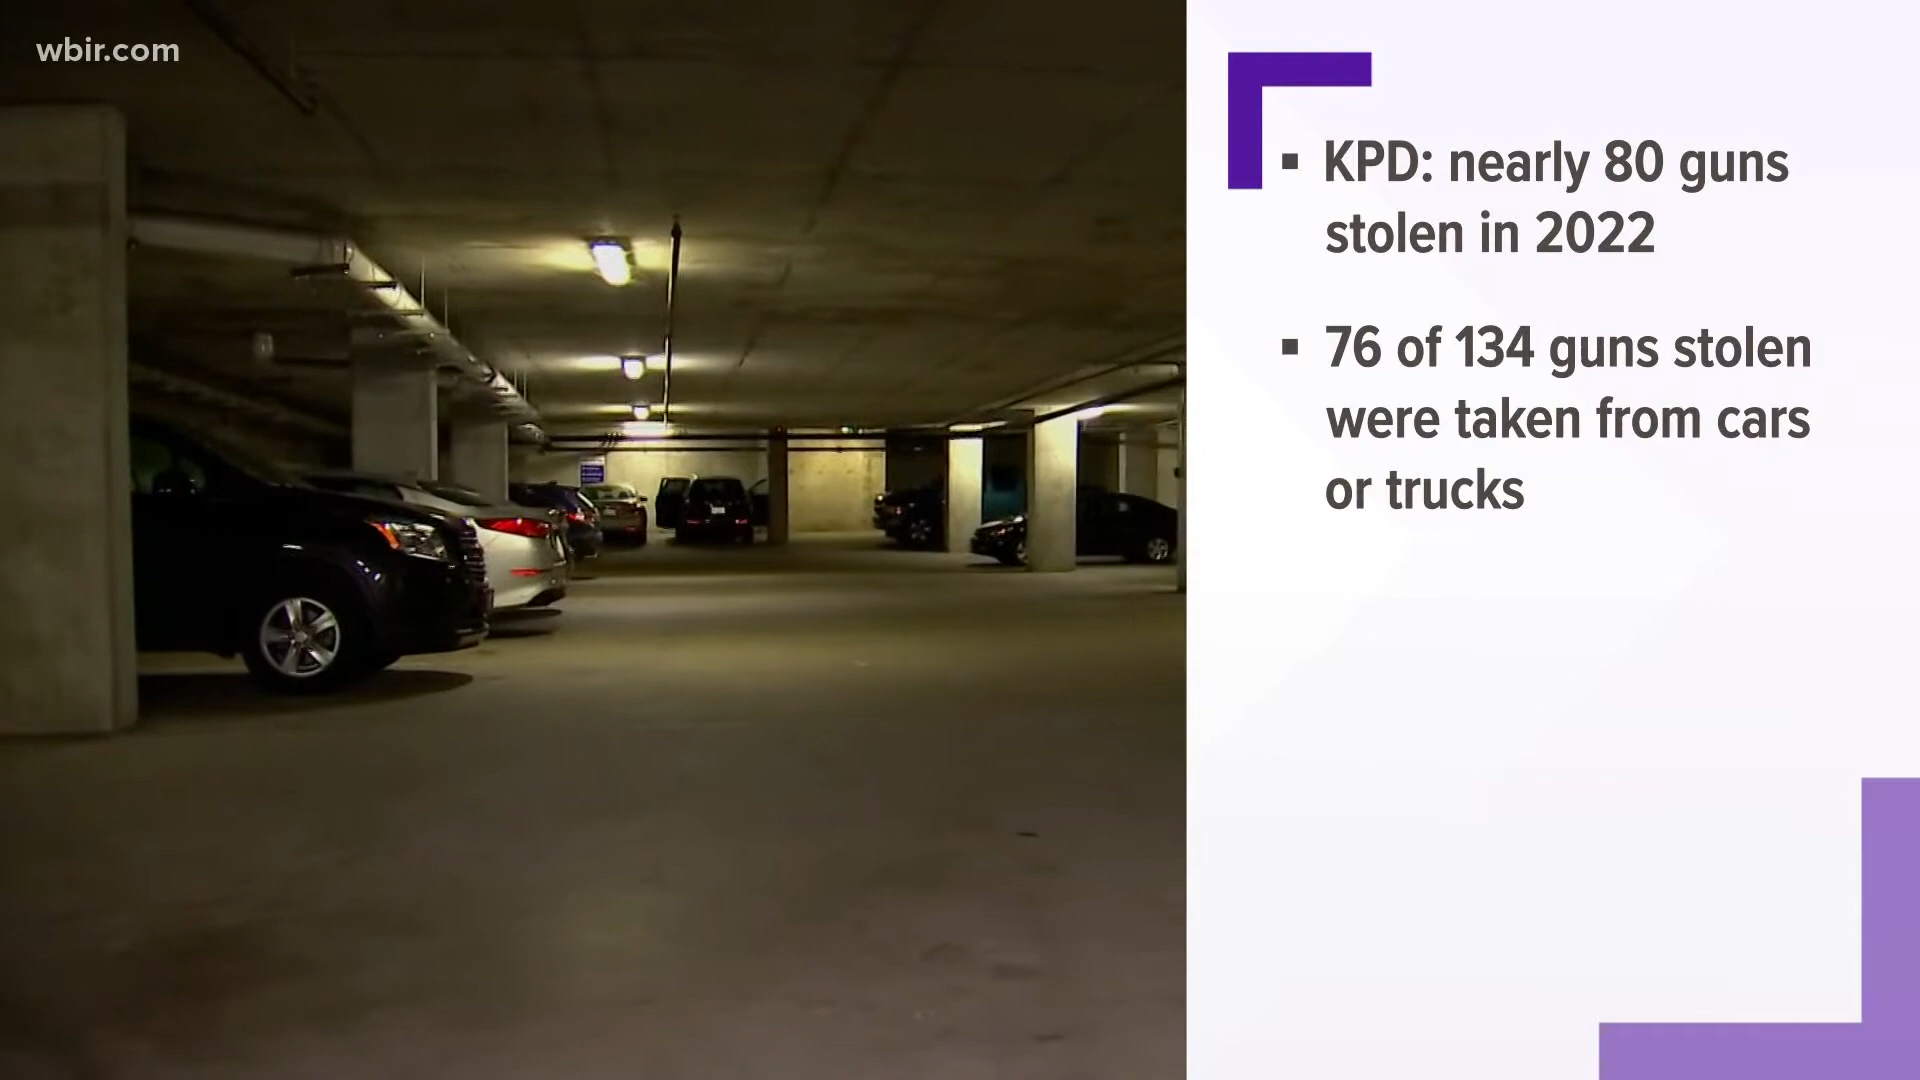 wbir.com
▪ KPD: nearly 80 guns
stolen in 2022
▪ 76 of 134 guns stolen
were taken from cars
or trucks